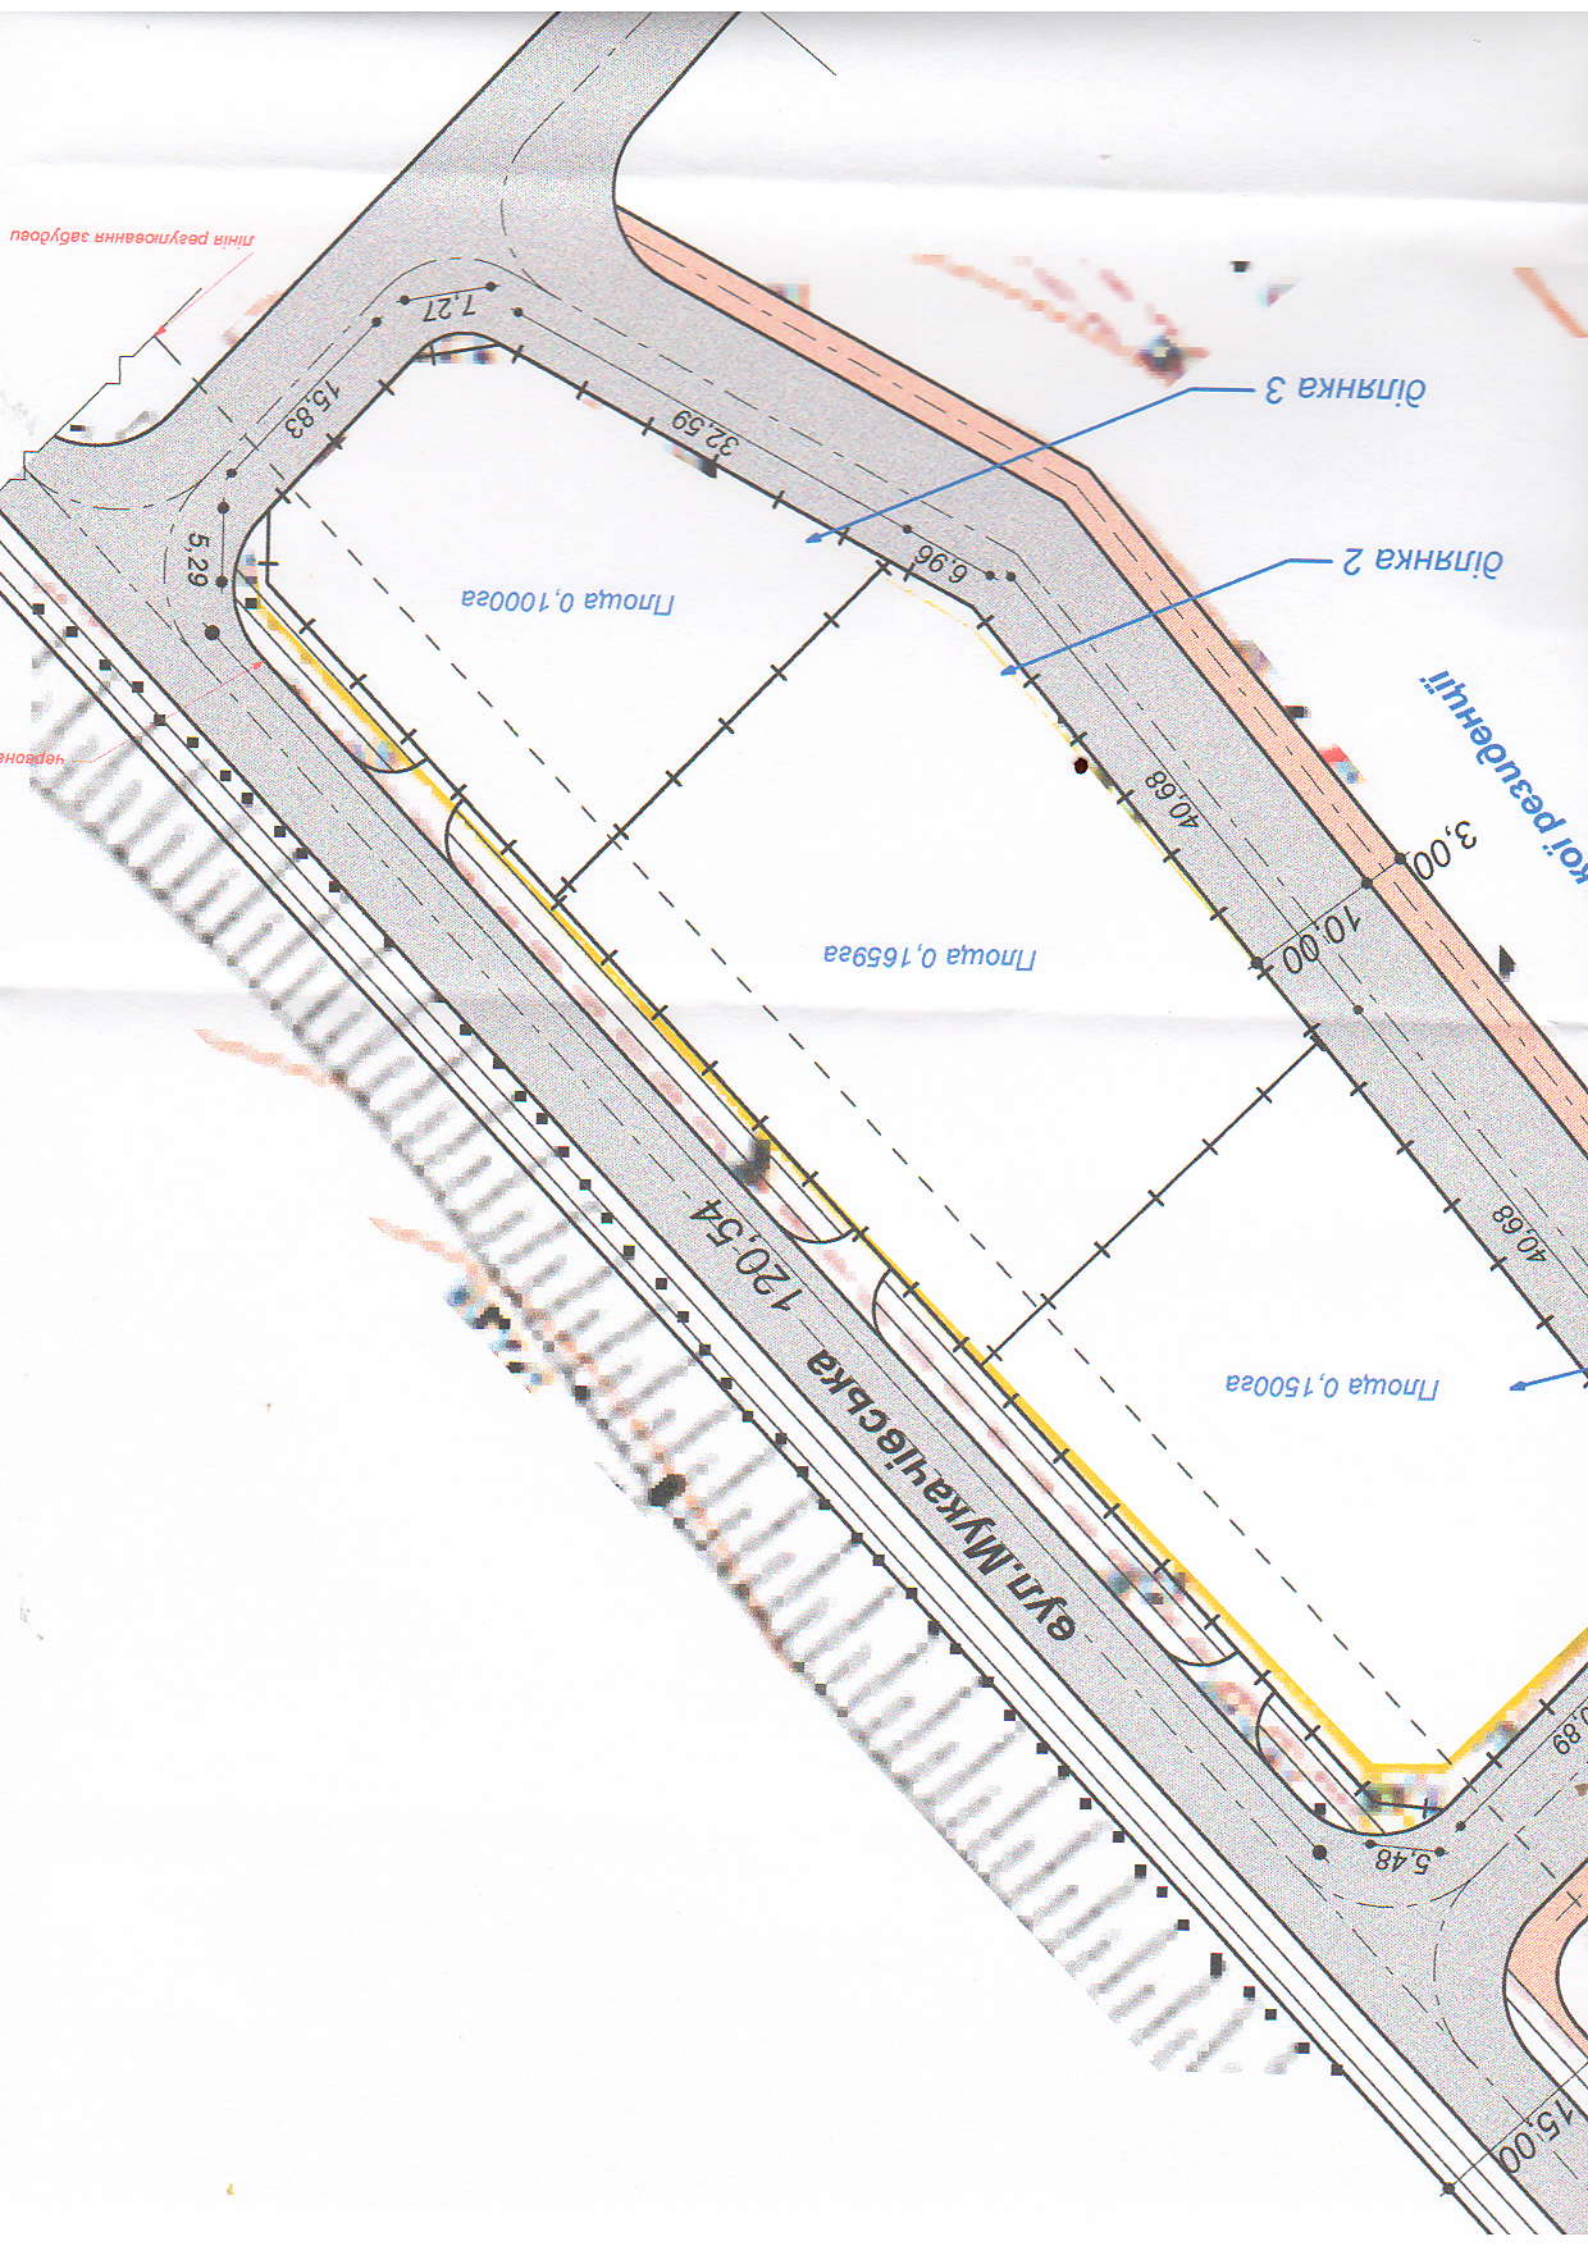 лінія регулювання забудови
7,27
15,83
32,59
ділянка 3
5,29
6,96
ділянка 2
Площа 0,1000га
червона
кої резиденції
40,68
3,00
10,00
Площа 0,1659га
120,54
40,68
вул.Мукачівська
Площа 0,1500га
5,48
15,00